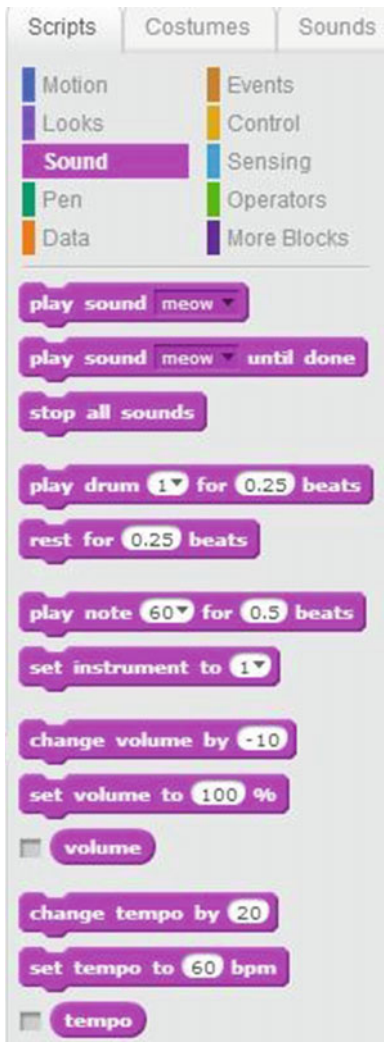 Scripts Costumes Sounds
Motion Events
Looks Control
Sound Sensing
Pen Operators
Data More Blocks
play sound meow
play sound meow until done
stop all sounds
play drum 1 for 0.25 beats
rest for 0.25 beats
play note 60 for 0.5 beats
set instrument to 1
change volume by -10
set volume to 100 %
volume
change tempo by 20
set tempo to 60 bpm
tempo